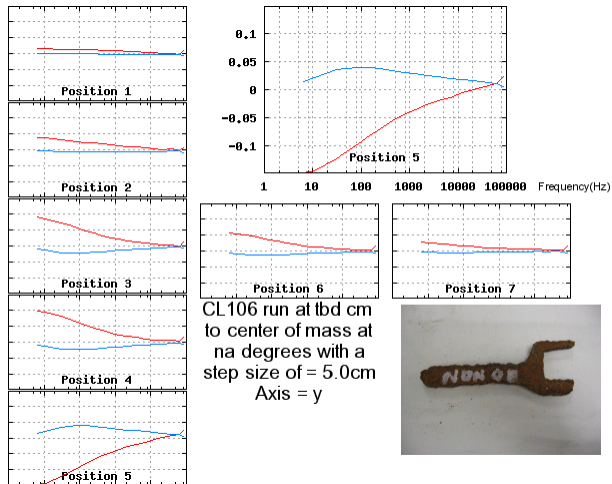 Position 1
Position 2
Position 3
Position 4
Position 5
0.1
0.05
0
-0.05
-0.1
Position 5
1 10 100 1000 10000 100000 Frequency(Hz)
Position 6
Position 7
CL106 run at tbd cm
to center of mass at
na degrees with a
step size of = 5.0cm
Axis = y